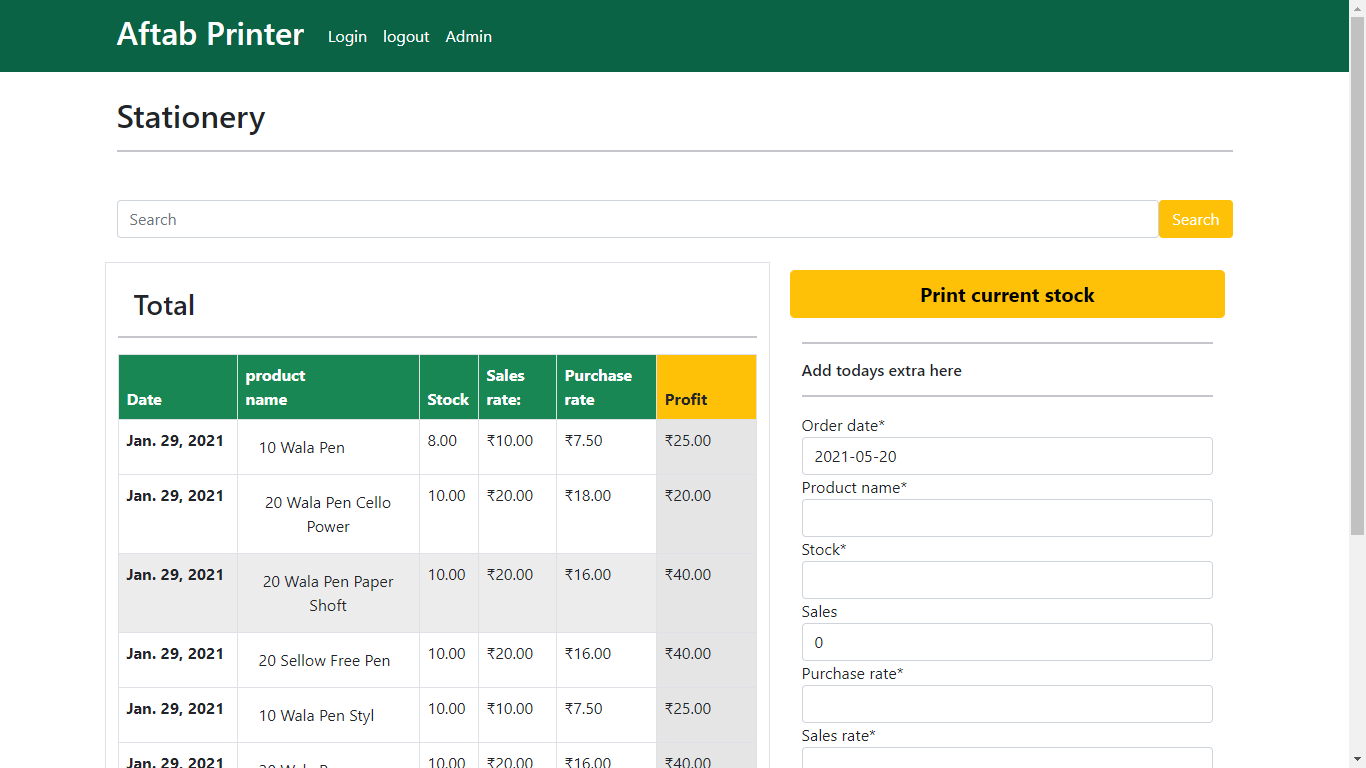 Aftab Printer Login logout Admin
Stationery
Search Search
Total
Date product name Stock Sales rate: Purchase rate Profit
Jan. 29, 2021 10 Wala Pen 8.00 ₹10.00 ₹7.50 ₹25.00
Jan. 29, 2021 20 Wala Pen Cello Power 10.00 ₹20.00 ₹18.00 ₹20.00
Jan. 29, 2021 20 Wala Pen Paper Shoft 10.00 ₹20.00 ₹16.00 ₹40.00
Jan. 29, 2021 20 Sellow Free Pen 10.00 ₹20.00 ₹16.00 ₹40.00
Jan. 29, 2021 10 Wala Pen Styl 10.00 ₹10.00 ₹7.50 ₹25.00
Jan. 29, 2021 10.00 ₹20.00 ₹16.00 ₹40.00
Print current stock
Add todays extra here
Order date*
2021-05-20
Product name*
Stock*
Sales
0
Purchase rate*
Sales rate*